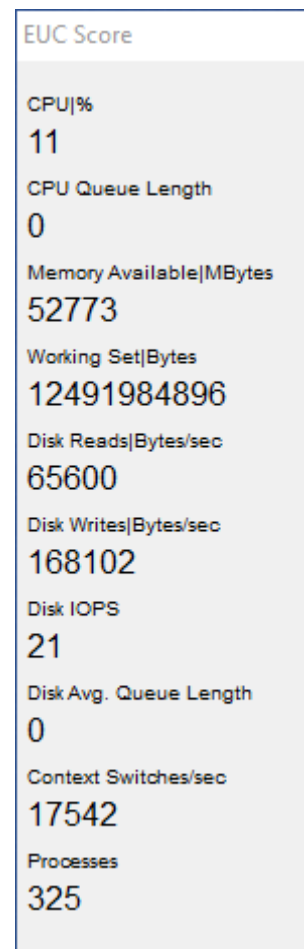 EUC Score
CPU|%
11
CPU Queue Length
0
Memory Available|MBytes
52773
Working Set|Bytes
12491984896
Disk Reads|Bytes/sec
65600
Disk Writes|Bytes/sec
168102
Disk IOPS
21
Disk Avg. Queue Length
0
Context Switches/sec
17542
Processes
325